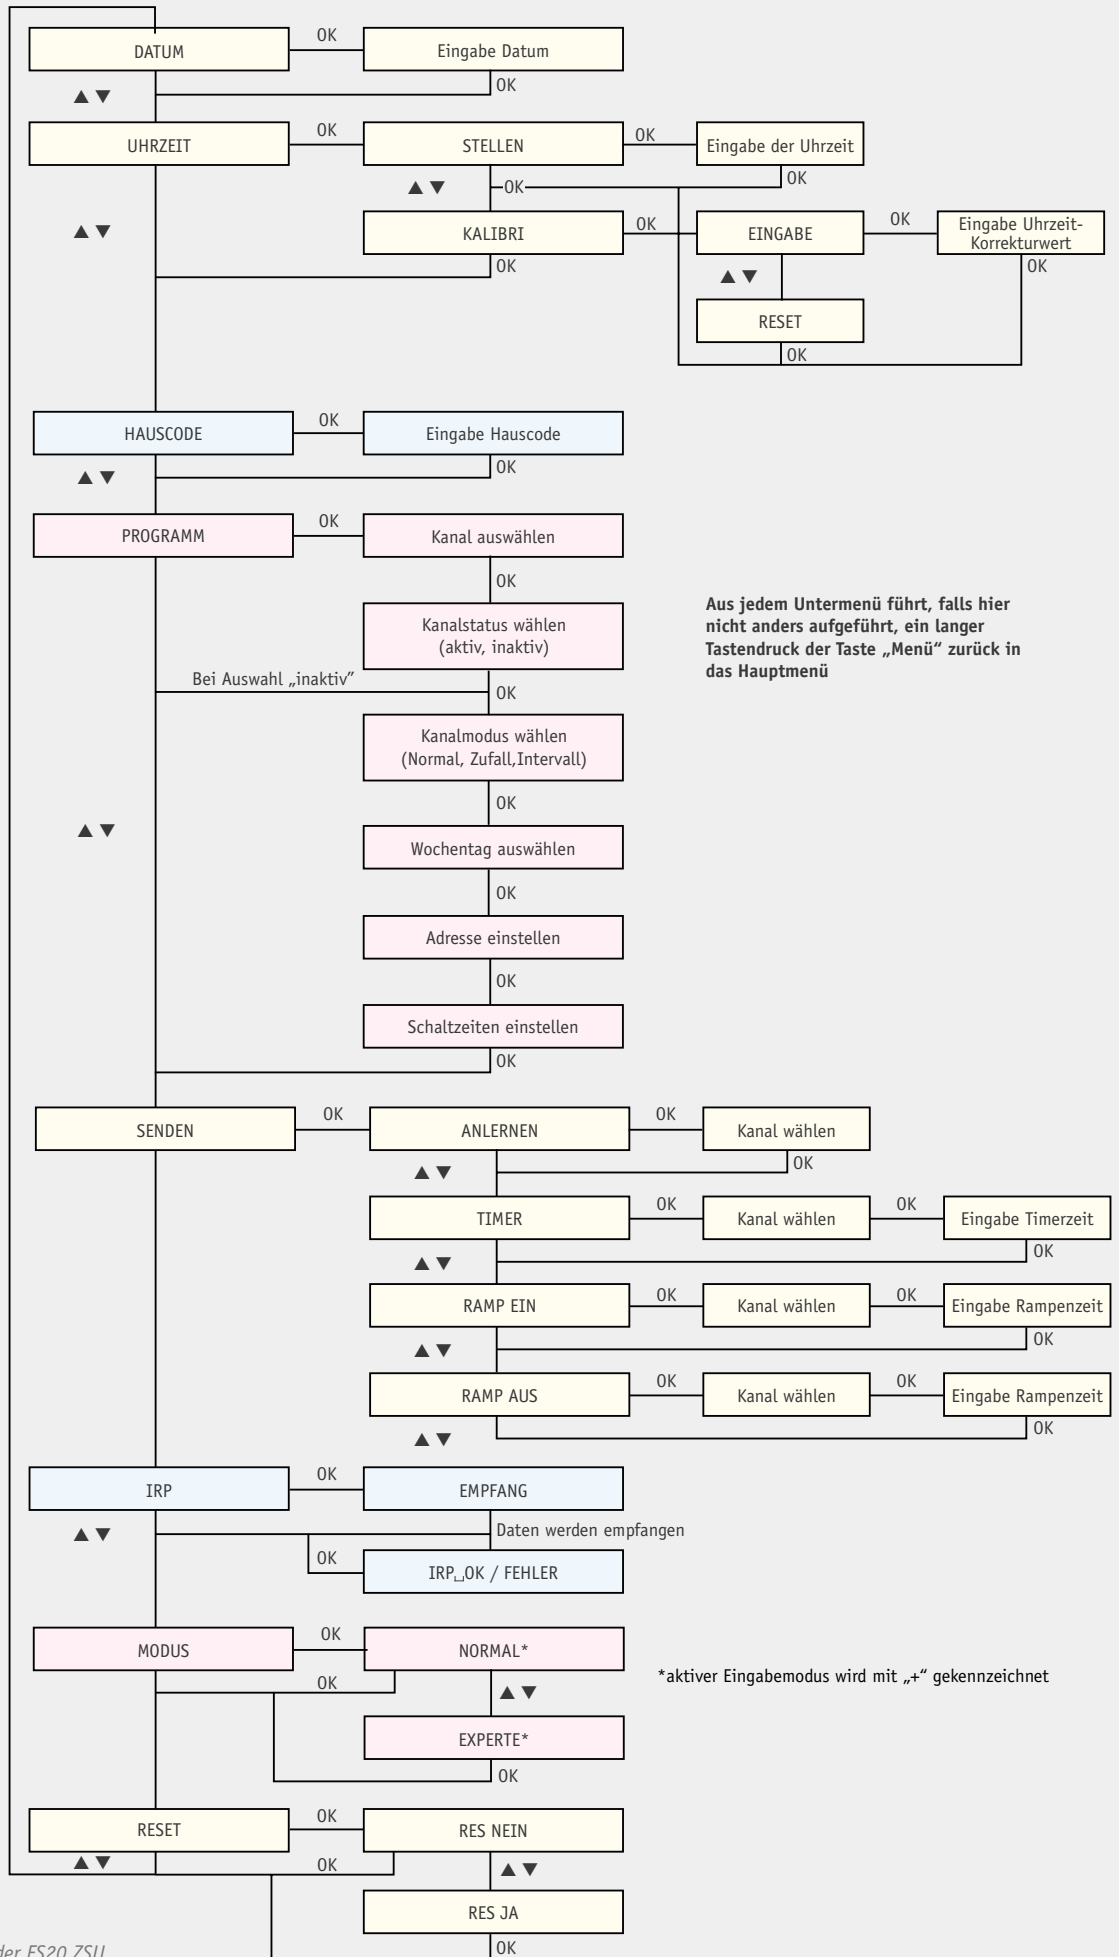 DATUM
OK
Eingabe Datum
OK
▲ ▼
UHRZEIT
OK
STELLEN
OK
Eingabe der Uhrzeit
OK
▲ ▼
OK
▲ ▼
KALIBRI
OK
EINGABE
OK
Eingabe Uhrzeit-
Korrekturwert
OK
OK
▲ ▼
RESET
OK
HAUSCODE
OK
Eingabe Hauscode
OK
▲ ▼
PROGRAMM
OK
Kanal auswählen
OK
Kanalstatus wählen
(aktiv, inaktiv)
Aus jedem Untermenü führt, falls hier
nicht anders aufgeführt, ein langer
Tastendruck der Taste „Menü“ zurück in
das Hauptmenü
Bei Auswahl „inaktiv”
OK
Kanalmodus wählen
(Normal, Zufall,Intervall)
OK
▲ ▼
Wochentag auswählen
OK
Adresse einstellen
OK
Schaltzeiten einstellen
OK
SENDEN
OK
ANLERNEN
OK
Kanal wählen
OK
▲ ▼
TIMER
OK
Kanal wählen
OK
Eingabe Timerzeit
OK
▲ ▼
RAMP EIN
OK
Kanal wählen
OK
Eingabe Rampenzeit
OK
▲ ▼
RAMP AUS
OK
Kanal wählen
OK
Eingabe Rampenzeit
OK
▲ ▼
IRP
OK
EMPFANG
▲ ▼
Daten werden empfangen
OK
IRP␣OK / FEHLER
MODUS
OK
NORMAL*
*aktiver Eingabemodus wird mit „+“ gekennzeichnet
OK
▲ ▼
EXPERTE*
OK
RESET
OK
RES NEIN
▲ ▼
OK
▲ ▼
RES JA
OK
der FS20 ZSU